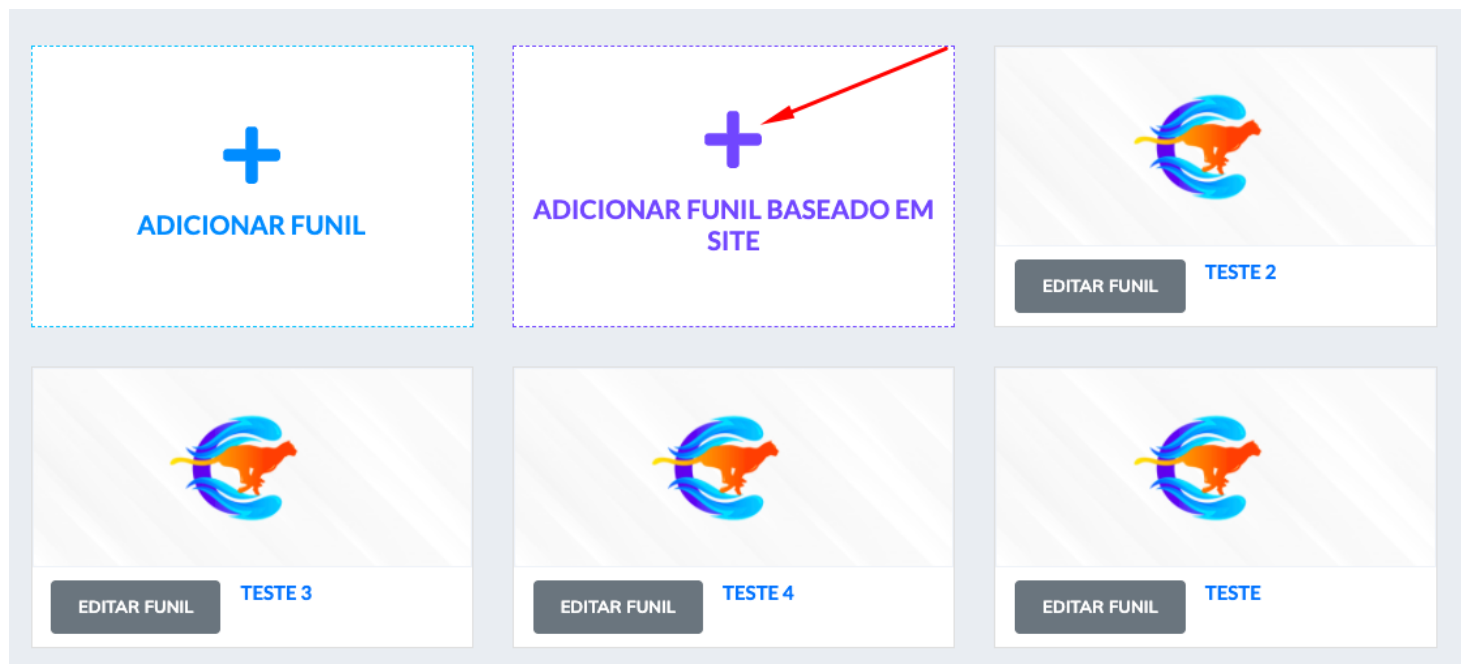 ADICIONAR FUNIL
ADICIONAR FUNIL BASEADO EM
SITE
EDITAR FUNIL
TESTE 2
EDITAR FUNIL
TESTE 3
EDITAR FUNIL
TESTE 4
EDITAR FUNIL
TESTE